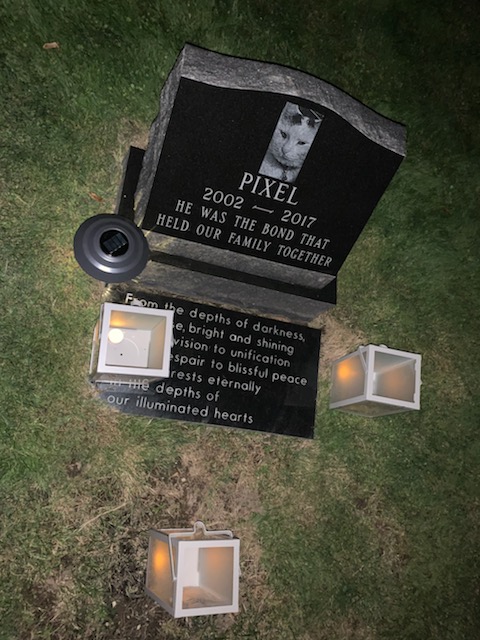 PIXEL
2002 — 2017
HE WAS THE BOND THAT
HELD OUR FAMILY TOGETHER
From the depths of darkness,
bright and shining
to unification
to blissful peace
rests eternally
in the depths of
our illuminated hearts